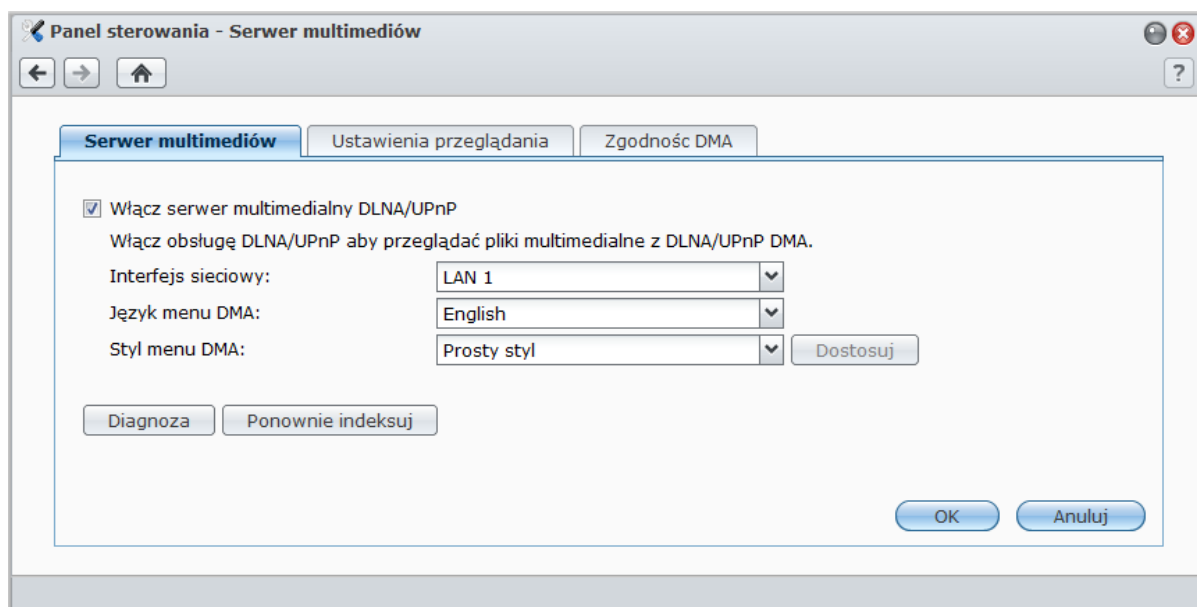 Panel sterowania - Serwer multimediów
?
Serwer multimediów Ustawienia przeglądania Zgodnośc DMA
Włącz serwer multimedialny DLNA/UPnP
Włącz obsługę DLNA/UPnP aby przeglądać pliki multimedialne z DLNA/UPnP DMA.
Interfejs sieciowy: LAN 1
Język menu DMA: English
Styl menu DMA: Prosty styl Dostosuj
Diagnoza Ponownie indeksuj
OK Anuluj